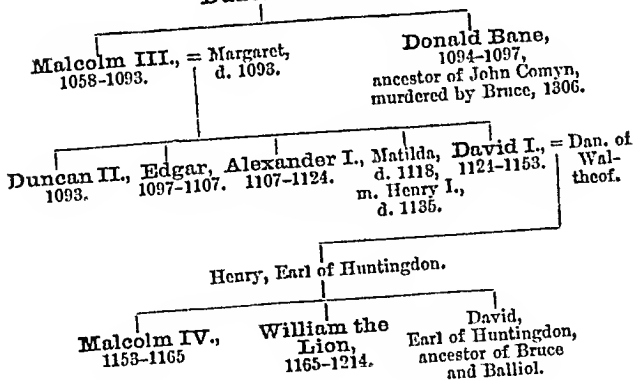 Malcolm III., = Margaret,
1058–1093. d. 1093.
Donald Bane,
1094–1097,
ancestor of John Comyn,
murdered by Bruce, 1306.
Duncan II.,
1093.
Edgar,
1097–1107.
Alexander I.,
1107–1124.
Matilda,
d. 1118,
m. Henry I.,
d. 1135.
David I., = Dau. of
1124–1153. Wal-
theof.
Henry, Earl of Huntingdon.
Malcolm IV.,
1153–1165
William the
Lion,
1165–1214.
David,
Earl of Huntingdon,
ancestor of Bruce
and Balliol.